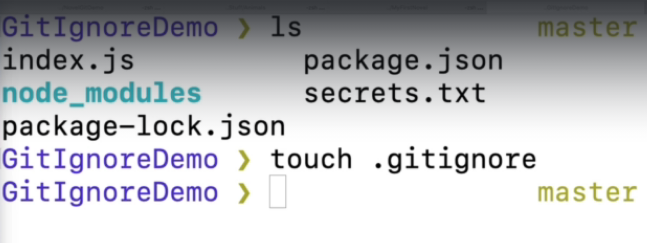 GitIgnoreDemo ❯ ls master
index.js package.json
node_modules secrets.txt
package-lock.json
GitIgnoreDemo ❯ touch .gitignore
GitIgnoreDemo ❯ master